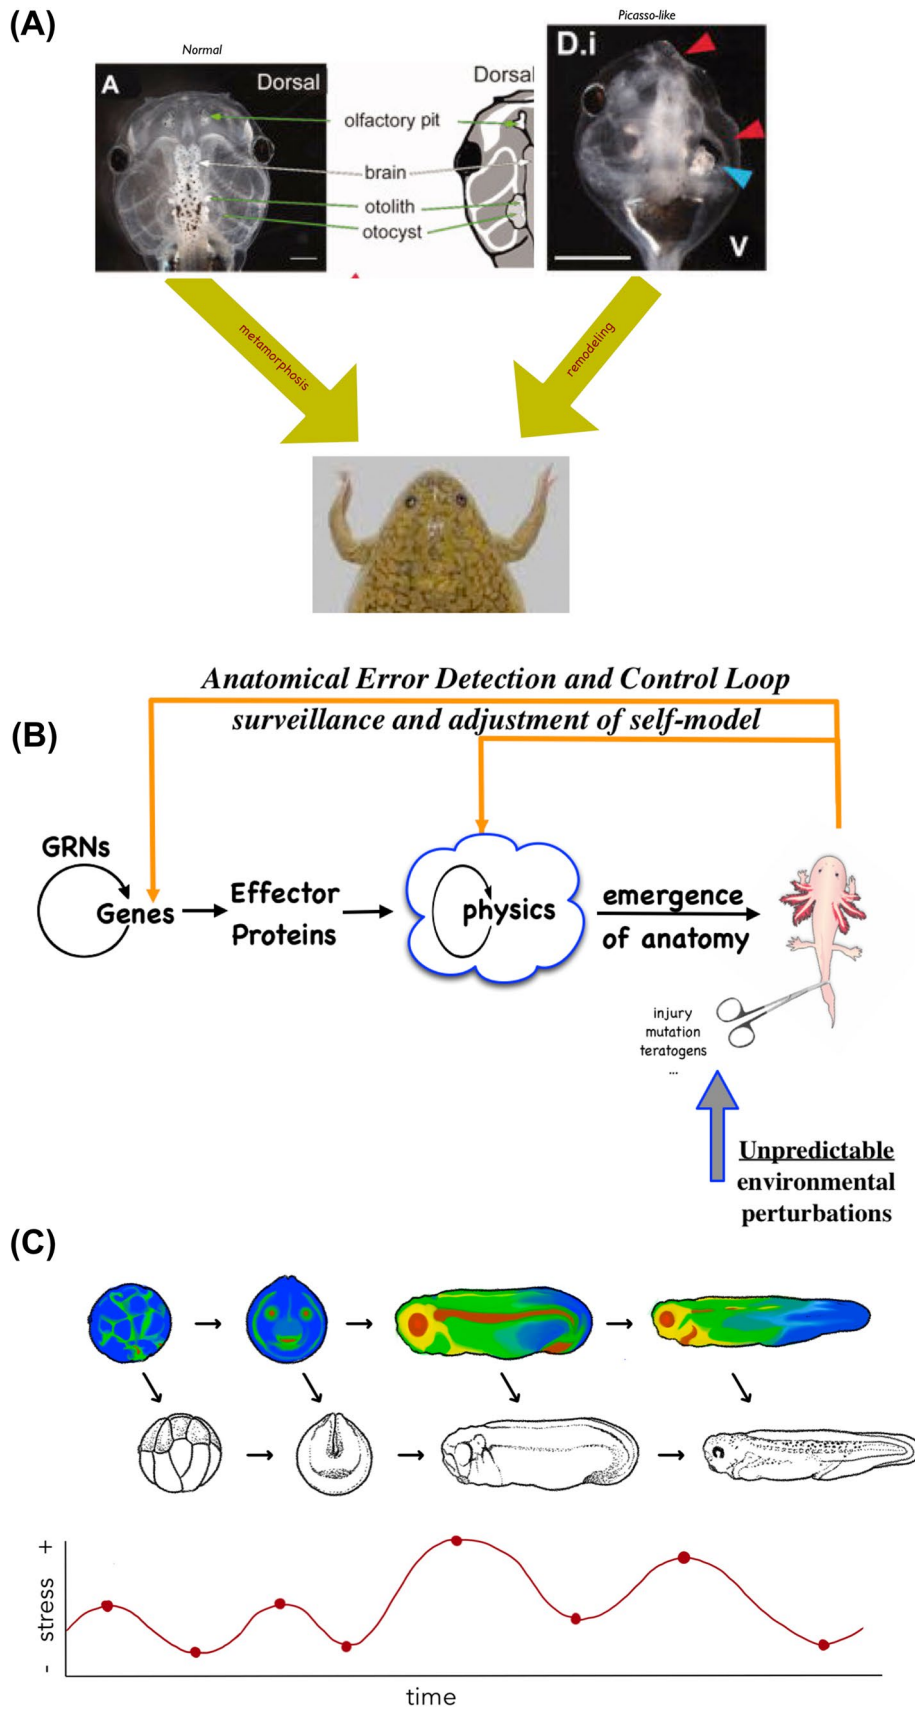 (A)
Normal
Picasso-like
A
Dorsal
Dorsal
D.i
olfactory pit
brain
otolith
otocyst
V
metamorphosis
remodeling
Anatomical Error Detection and Control Loop
surveillance and adjustment of self-model
(B)
GRNs
Genes
Effector
Proteins
physics
emergence
of anatomy
injury
mutation
teratogens
...
Unpredictable
environmental
perturbations
(C)
+
stress
-
time